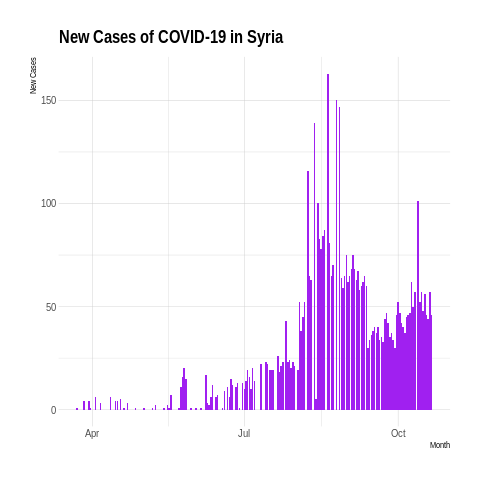 New Cases of COVID-19 in Syria
New Cases
150
100
50
0
Apr
Jul
Oct
Month